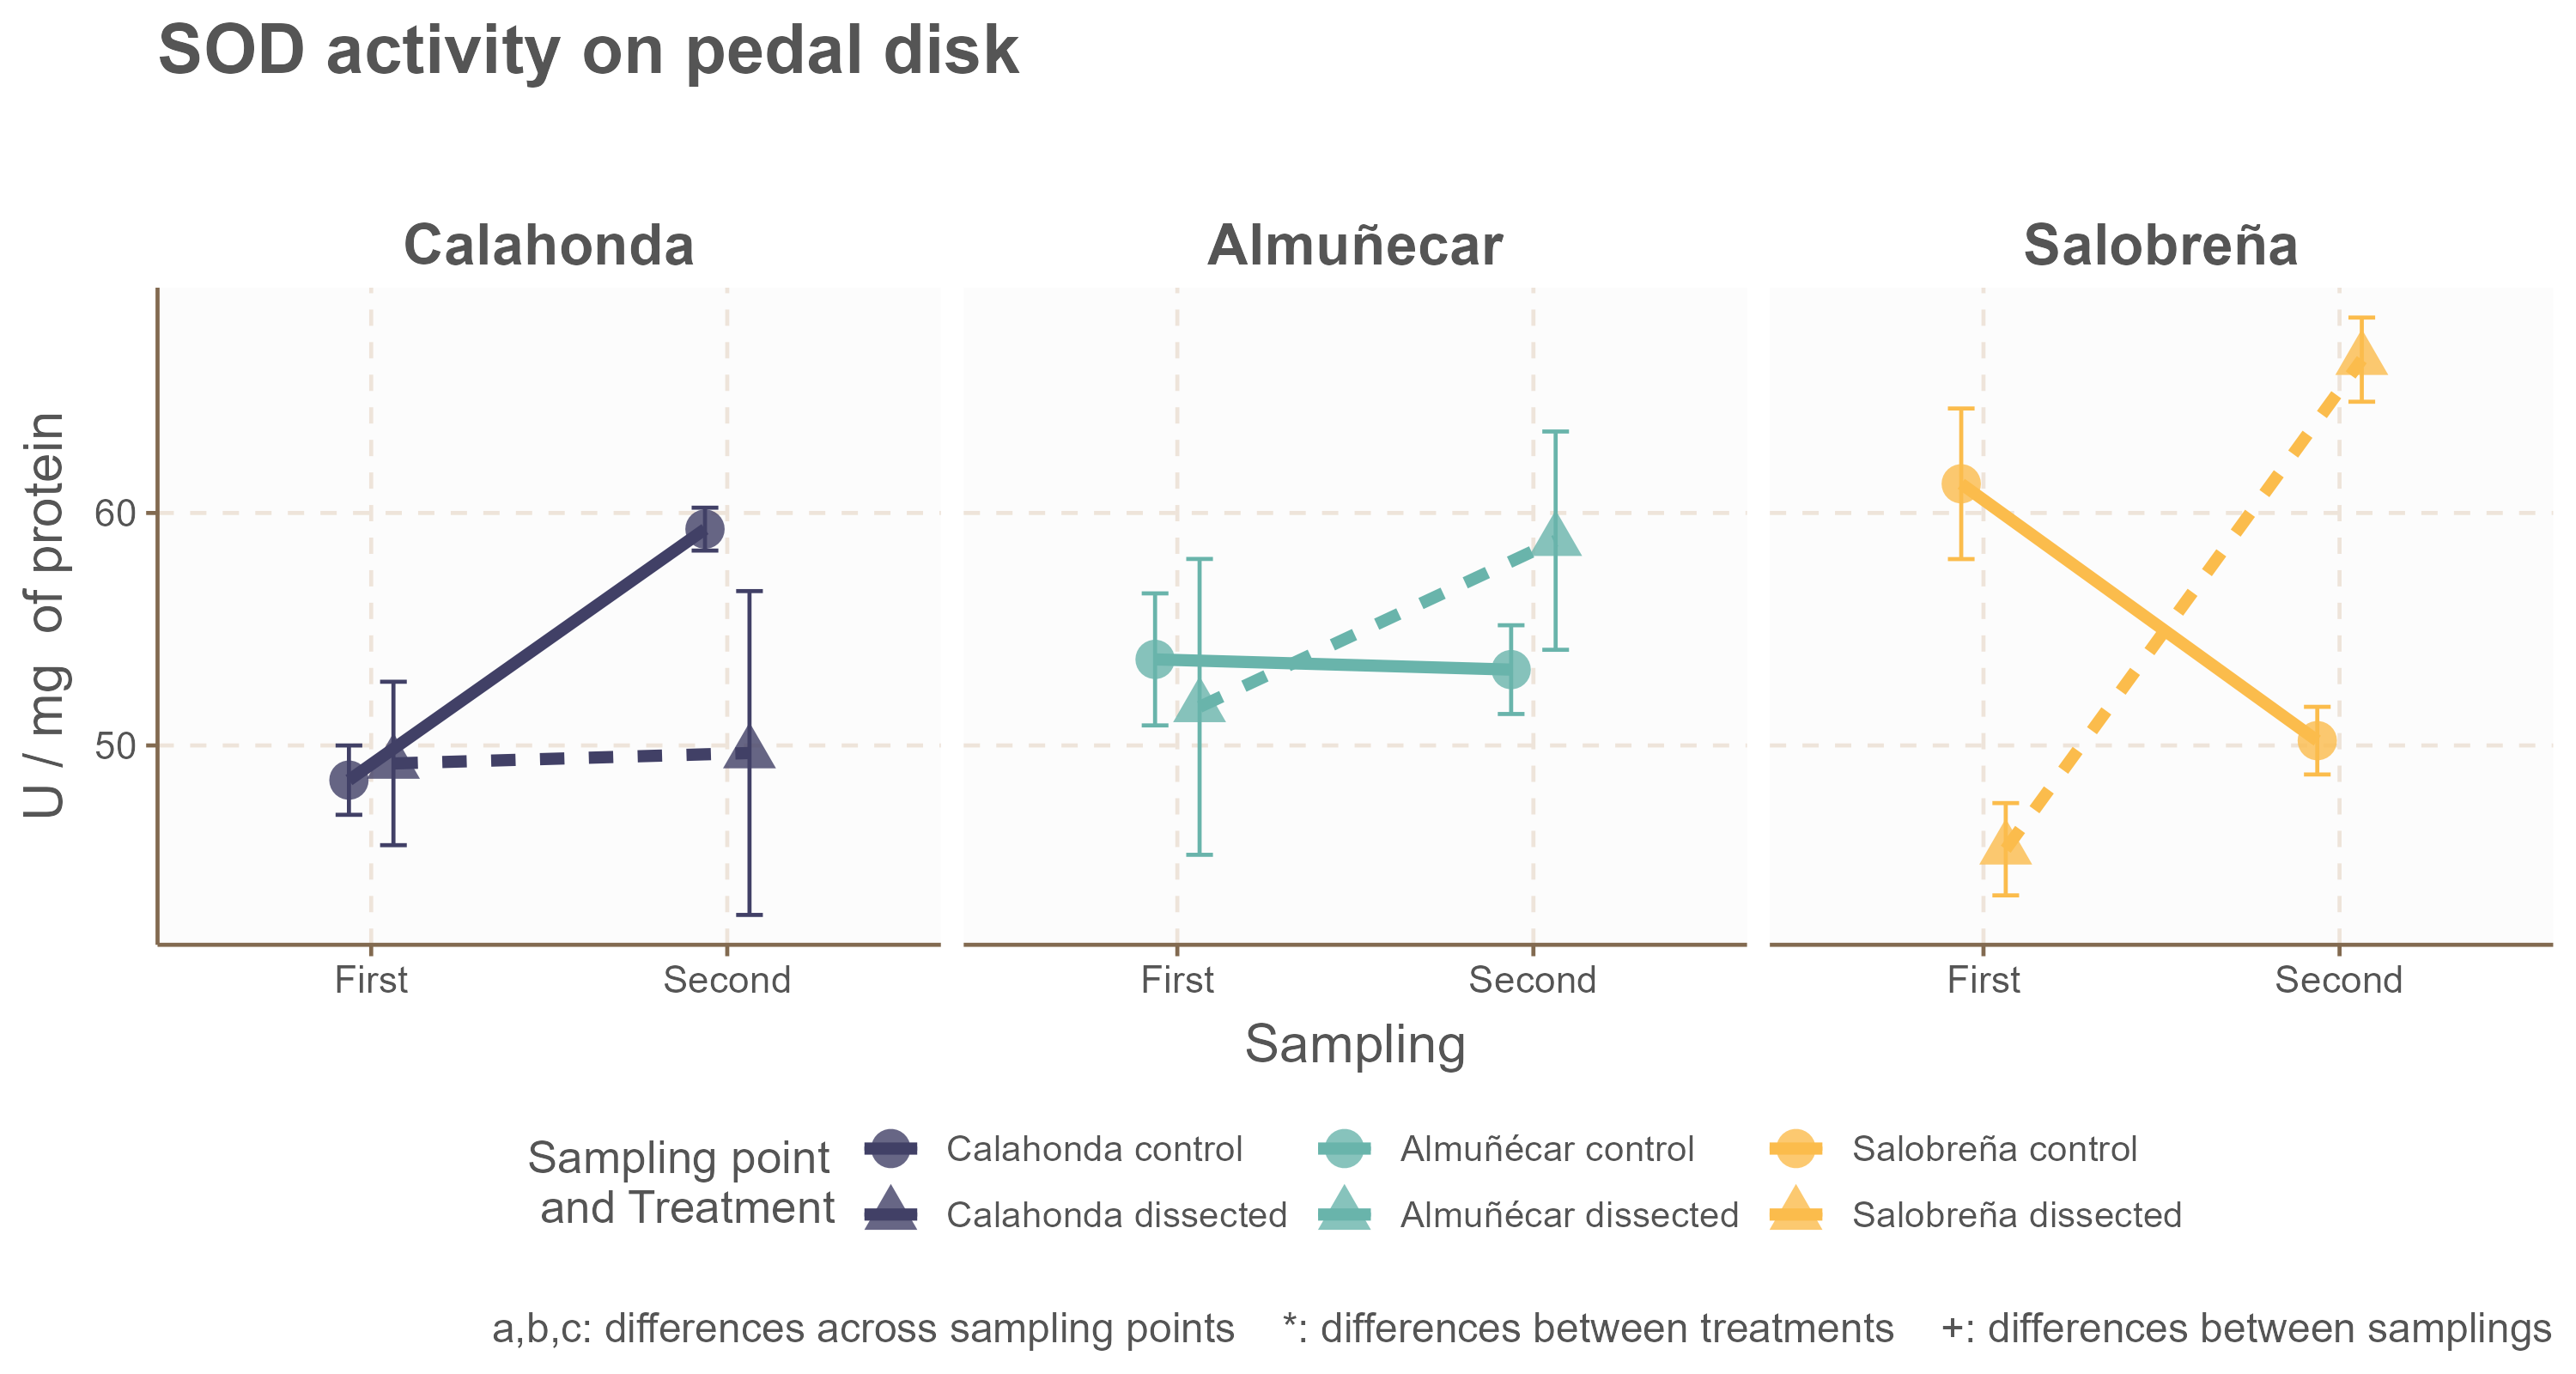 SOD activity on pedal disk
Calahonda
Almuñecar
Salobreña
U / mg  of protein
60
50
First
Second
First
Second
First
Second
Sampling
Sampling point
and Treatment
Calahonda control
Calahonda dissected
Almuñécar control
Almuñécar dissected
Salobreña control
Salobreña dissected
a,b,c: differences across sampling points    *: differences between treatments    +: differences between samplings